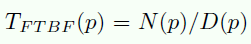 T_{FTBF}(p) = N(p)/D(p)